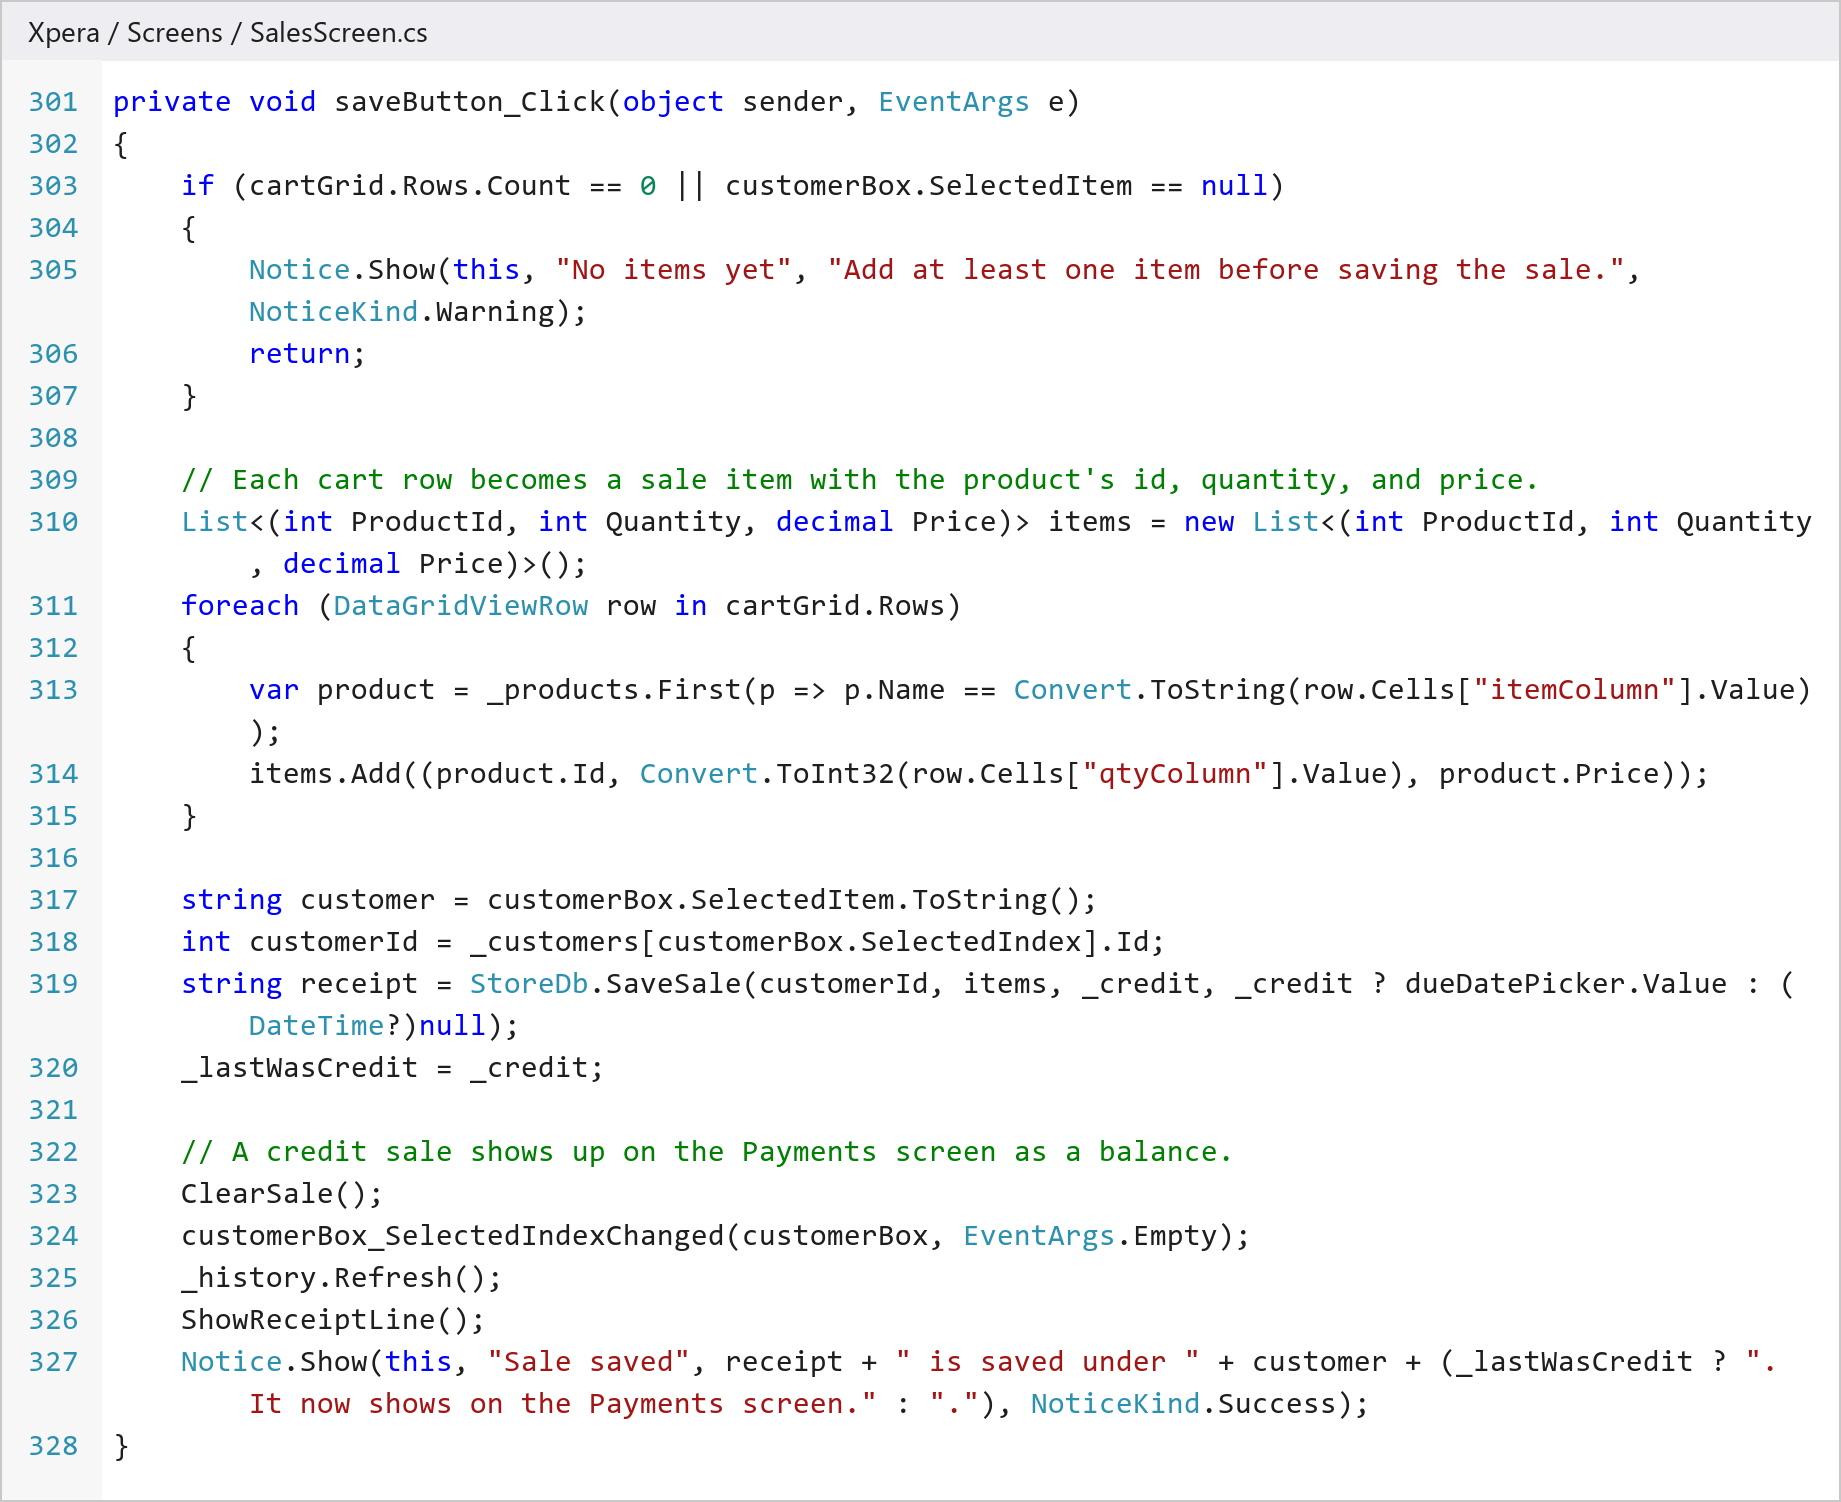 Xpera / Screens / SalesScreen.cs
301 private void saveButton_Click(object sender, EventArgs e)
302 {
303     if (cartGrid.Rows.Count == 0 || customerBox.SelectedItem == null)
304     {
305         Notice.Show(this, "No items yet", "Add at least one item before saving the sale.",
        NoticeKind.Warning);
306         return;
307     }
308
309     // Each cart row becomes a sale item with the product's id, quantity, and price.
310     List<(int ProductId, int Quantity, decimal Price)> items = new List<(int ProductId, int Quantity
        , decimal Price)>();
311     foreach (DataGridViewRow row in cartGrid.Rows)
312     {
313         var product = _products.First(p => p.Name == Convert.ToString(row.Cells["itemColumn"].Value)
        );
314         items.Add((product.Id, Convert.ToInt32(row.Cells["qtyColumn"].Value), product.Price));
315     }
316
317     string customer = customerBox.SelectedItem.ToString();
318     int customerId = _customers[customerBox.SelectedIndex].Id;
319     string receipt = StoreDb.SaveSale(customerId, items, _credit, _credit ? dueDatePicker.Value : (
        DateTime?)null);
320     _lastWasCredit = _credit;
321
322     // A credit sale shows up on the Payments screen as a balance.
323     ClearSale();
324     customerBox_SelectedIndexChanged(customerBox, EventArgs.Empty);
325     _history.Refresh();
326     ShowReceiptLine();
327     Notice.Show(this, "Sale saved", receipt + " is saved under " + customer + (_lastWasCredit ? ".
        It now shows on the Payments screen." : "."), NoticeKind.Success);
328 }